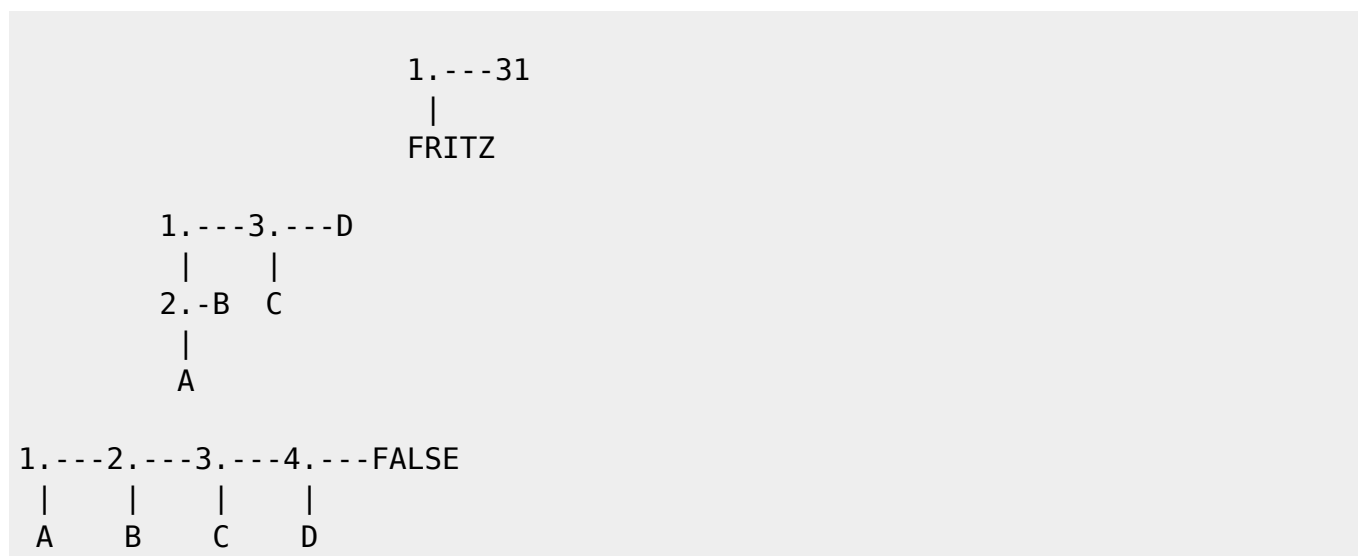 1.---31
|
FRITZ
1.---3.---D
|    |
2.-B  C
|
A
1.---2.---3.---4.---FALSE
|    |    |    |
A    B    C    D